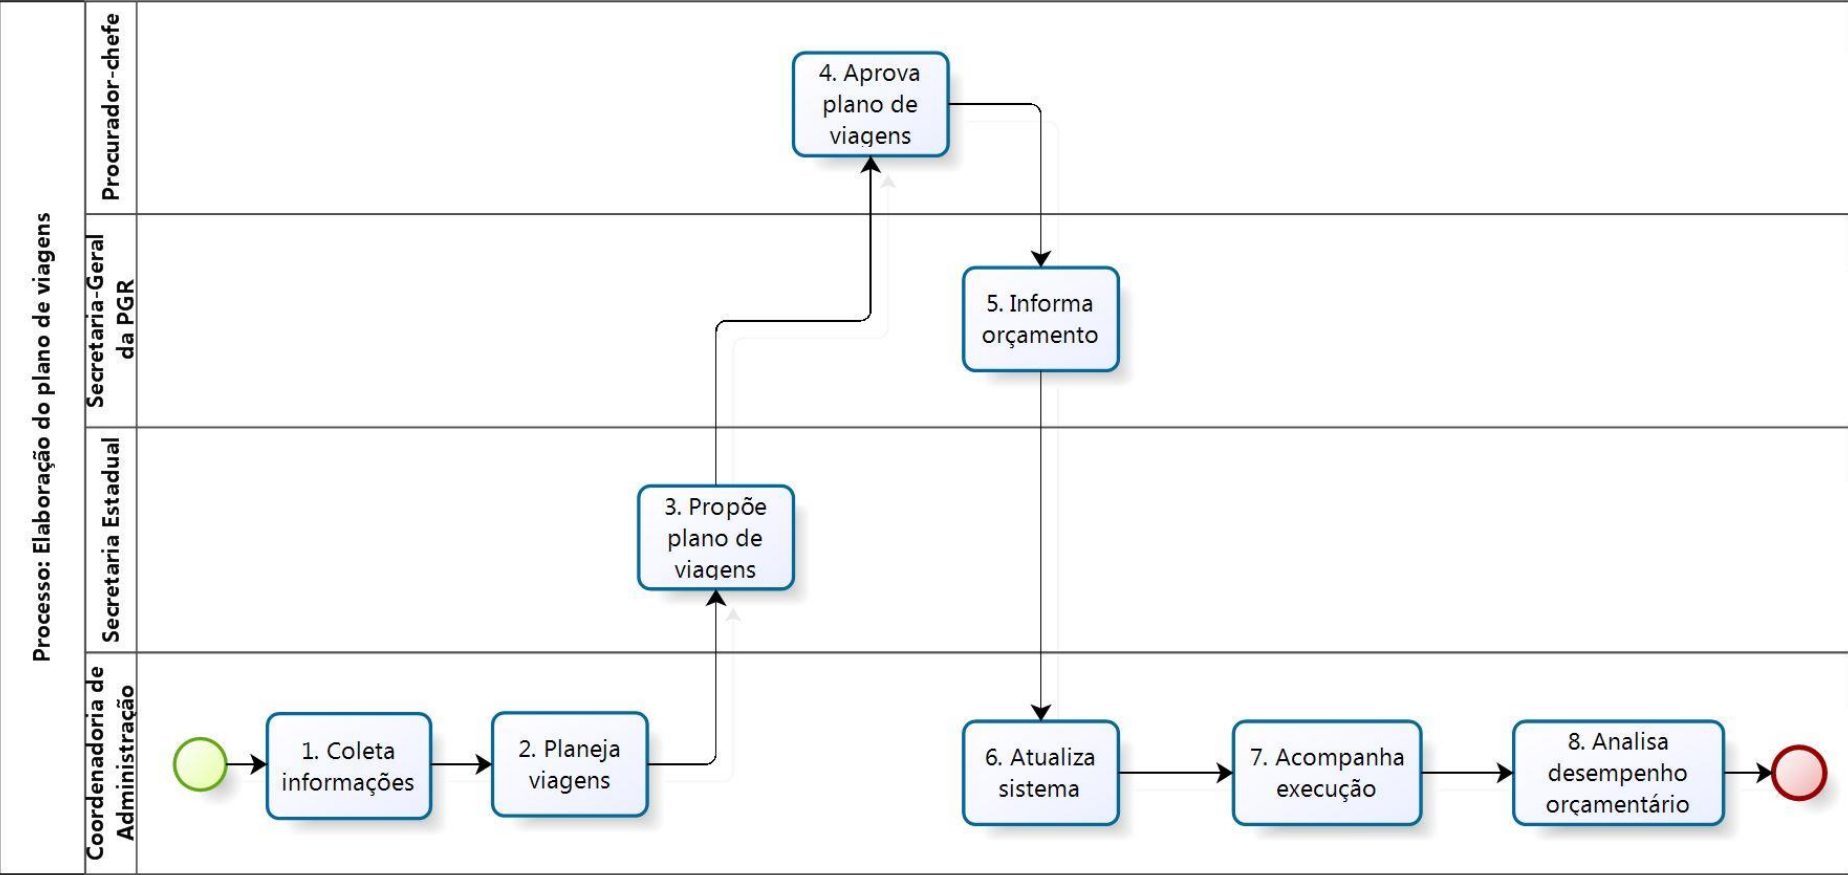 Processo: Elaboração do plano de viagens
Procurador-chefe
4. Aprova
plano de
viagens
Secretaria-Geral
da PGR
5. Informa
orçamento
Secretaria Estadual
3. Propõe
plano de
viagens
Coordenadoria de
Administração
1. Coleta
informações
2. Planeja
viagens
6. Atualiza
sistema
7. Acompanha
execução
8. Analisa
desempenho
orçamentário